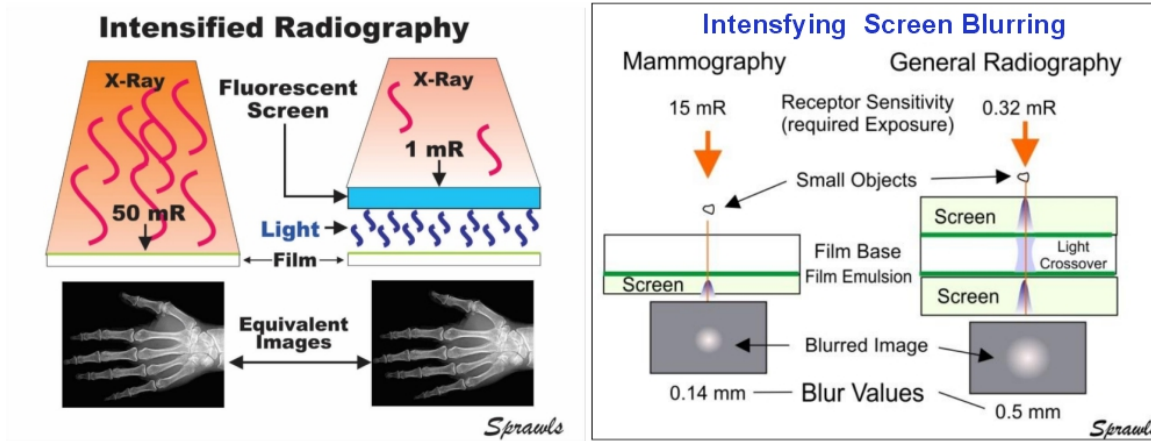 Intensified Radiography
X-Ray
Fluorescent
Screen
X-Ray
50 mR
1 mR
Light
Film
Equivalent
Images
Sprawls
Intensfying Screen Blurring
Mammography
General Radiography
15 mR
Receptor Sensitivity
(required Exposure)
0.32 mR
Small Objects
Screen
Film Base
Light
Crossover
Film Emulsion
Screen
Screen
Blurred Image
0.14 mm
Blur Values
0.5 mm
Sprawls